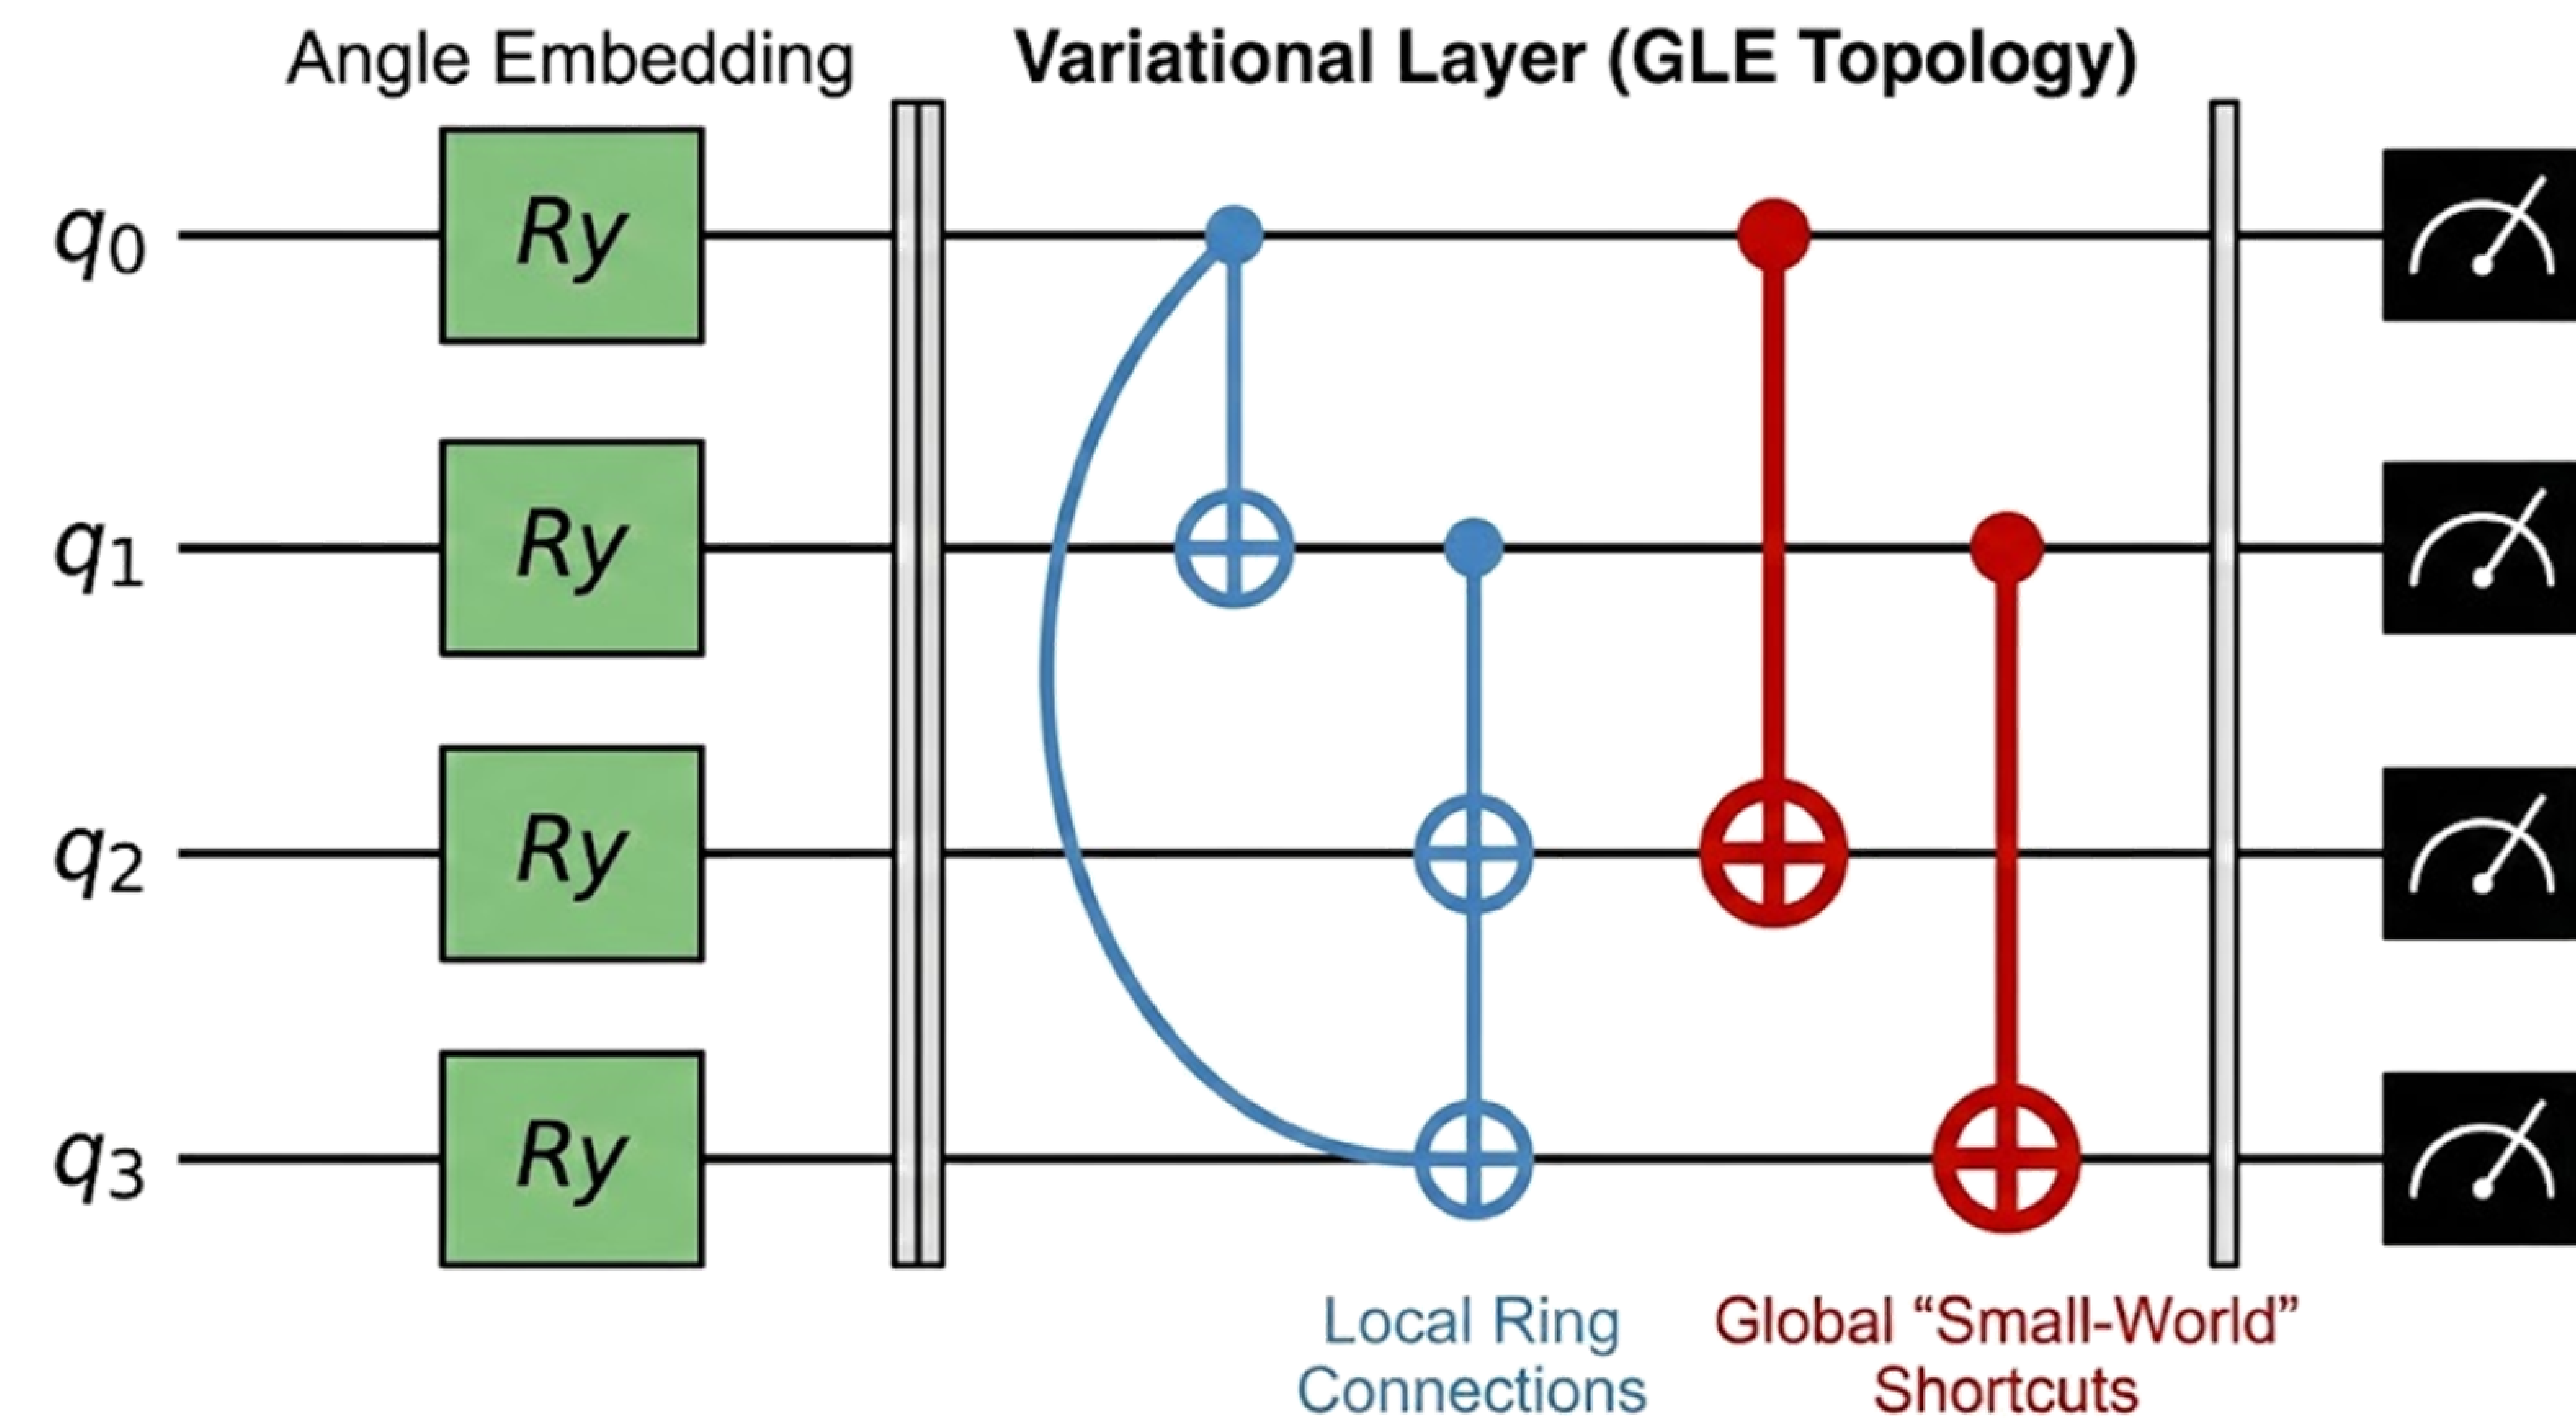 Angle Embedding
Variational Layer (GLE Topology)
q0 Ry
q1 Ry
q2 Ry
q3 Ry
Local Ring
Connections
Global “Small-World”
Shortcuts